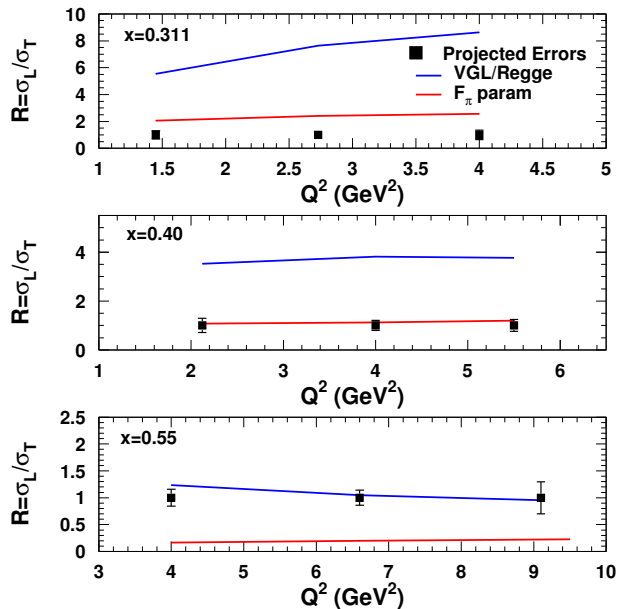 R=σL/σT
10
8
6
4
2
0
x=0.311
Projected Errors
VGL/Regge
Fπ param
1 1.5 2 2.5 3 3.5 4 4.5 5
Q² (GeV²)
R=σL/σT
4
2
0
x=0.40
2 3 4 5 6
Q² (GeV²)
R=σL/σT
2.5
2
1.5
1
0.5
0
x=0.55
3 4 5 6 7 8 9 10
Q² (GeV²)